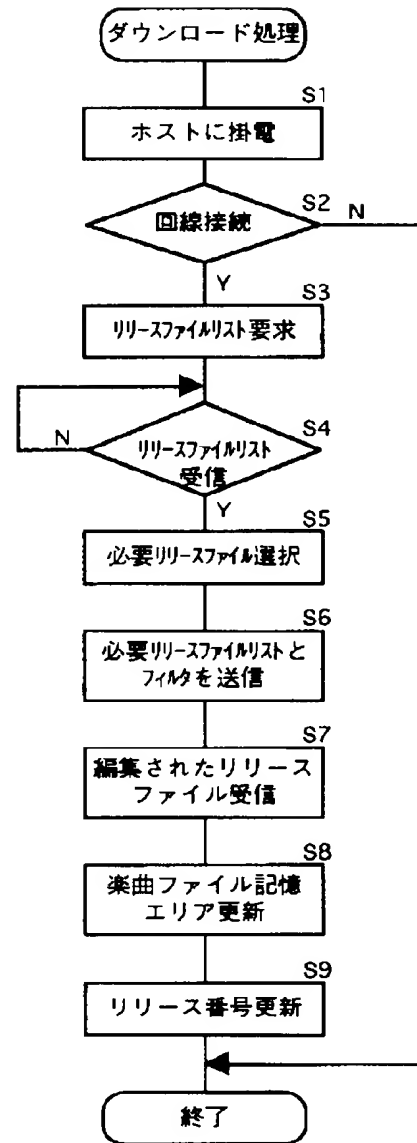 ダウンロード処理
S1
ホストに掛電
S2
回線接続
N
Y
S3
リリースファイルリスト要求
S4
N
リリースファイルリスト
受信
Y
S5
必要リリースファイル選択
S6
必要リリースファイルリストと
フィルタを送信
S7
編集されたリリース
ファイル受信
S8
楽曲ファイル記憶
エリア更新
S9
リリース番号更新
終了